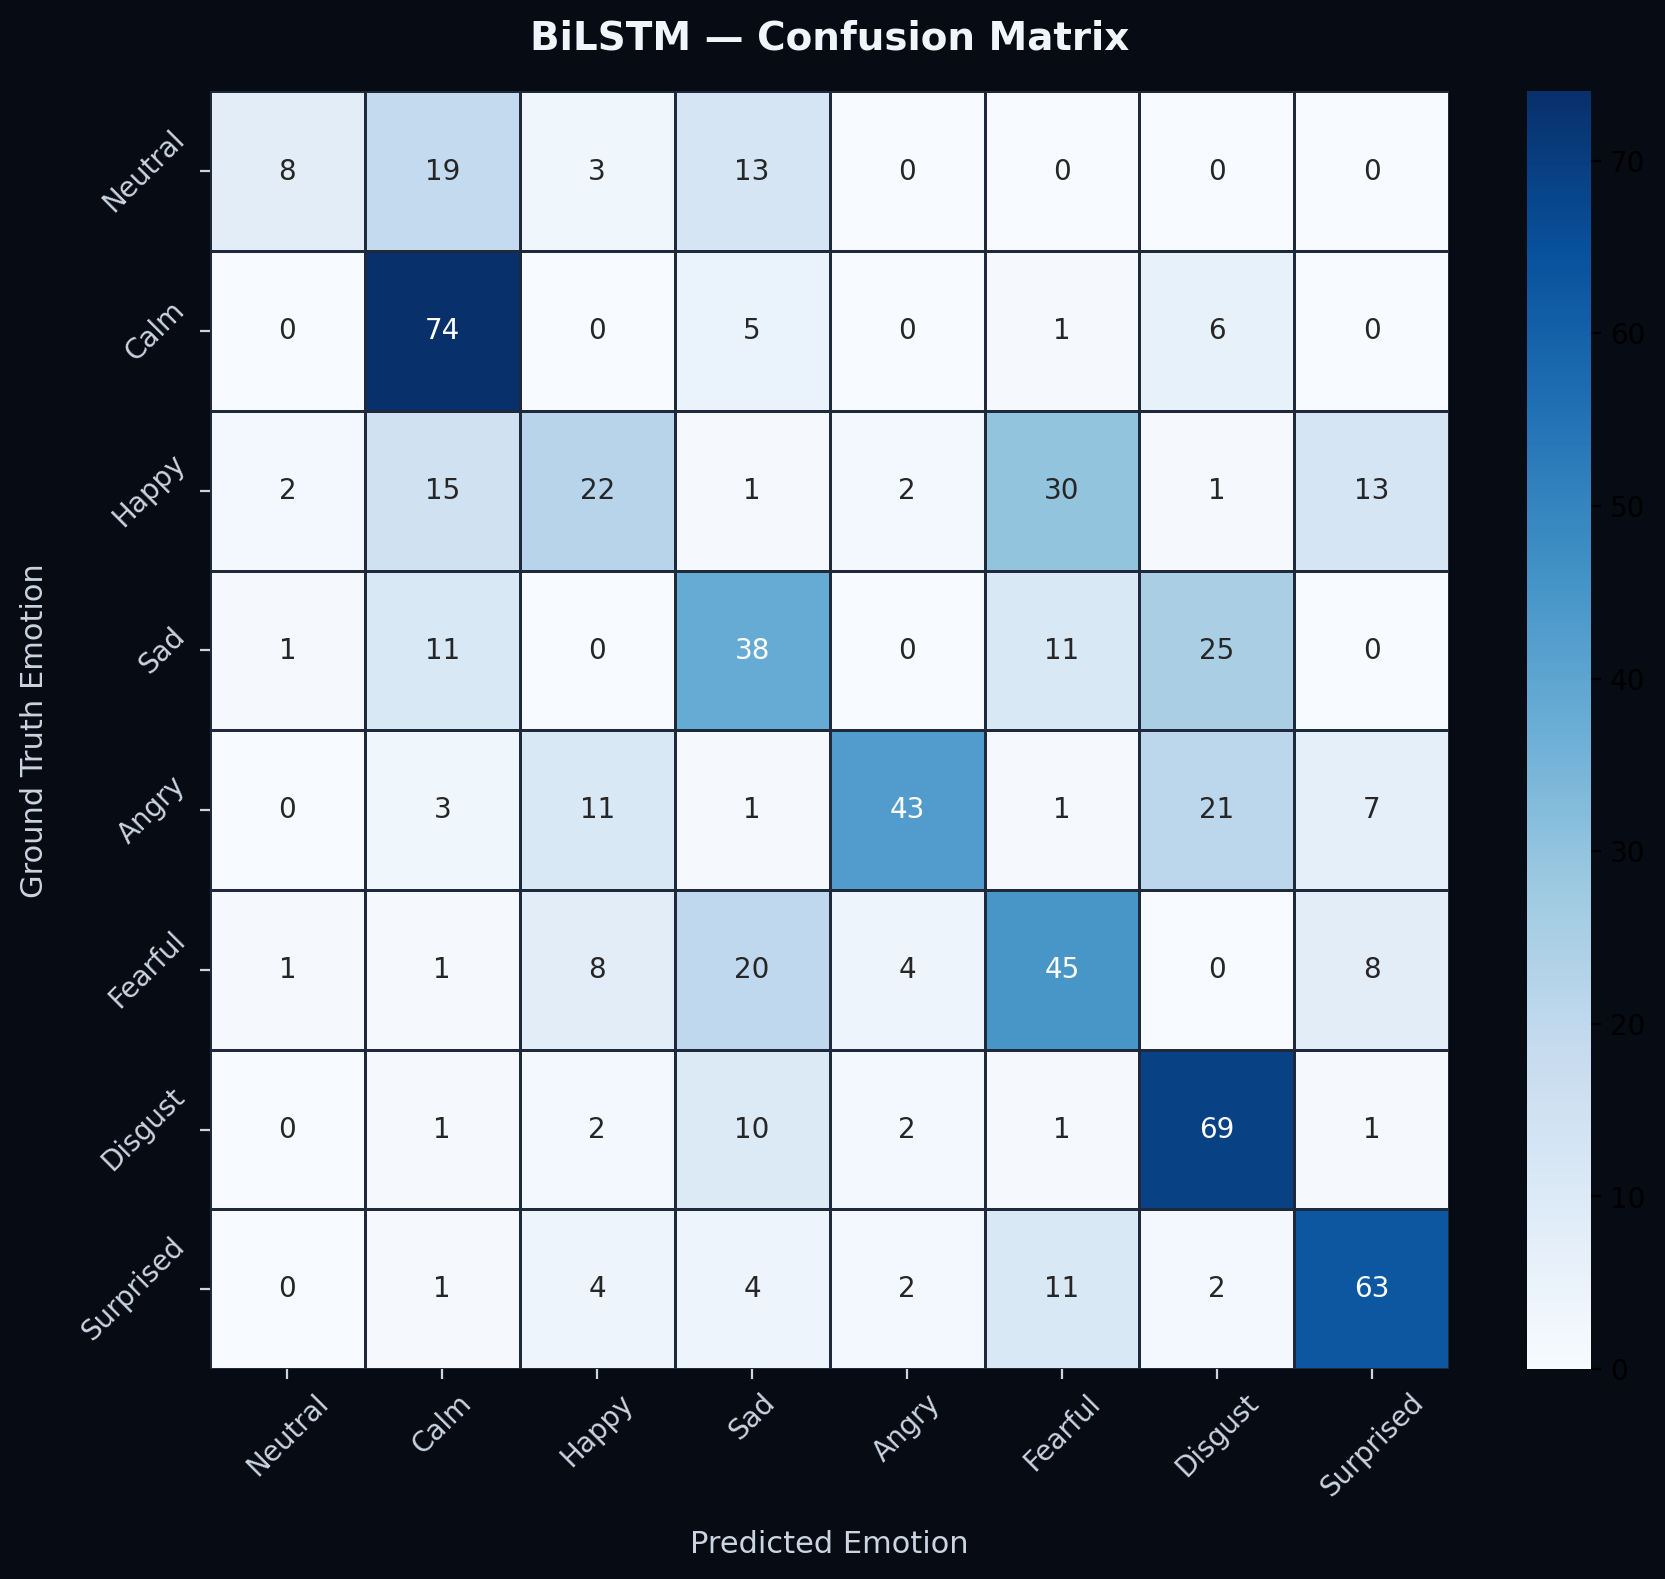 BiLSTM — Confusion Matrix
Ground Truth Emotion
Neutral 8 19 3 13 0 0 0 0
Calm 0 74 0 5 0 1 6 0
Happy 2 15 22 1 2 30 1 13
Sad 1 11 0 38 0 11 25 0
Angry 0 3 11 1 43 1 21 7
Fearful 1 1 8 20 4 45 0 8
Disgust 0 1 2 10 2 1 69 1
Surprised 0 1 4 4 2 11 2 63
Neutral Calm Happy Sad Angry Fearful Disgust Surprised
Predicted Emotion
70
60
50
40
30
20
10
0